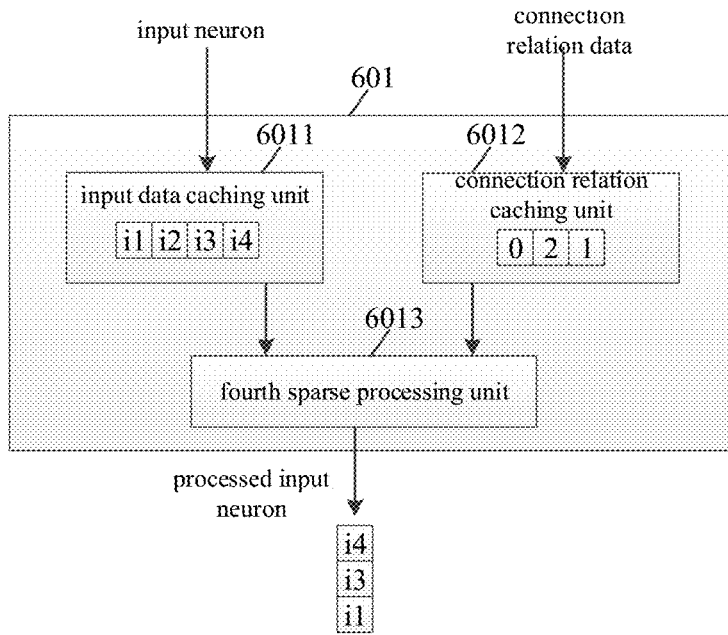 input neuron
connection
relation data
601
6011
6012
input data caching unit
i1 i2 i3 i4
connection relation
caching unit
0 2 1
6013
fourth sparse processing unit
processed input
neuron
i4
i3
i1